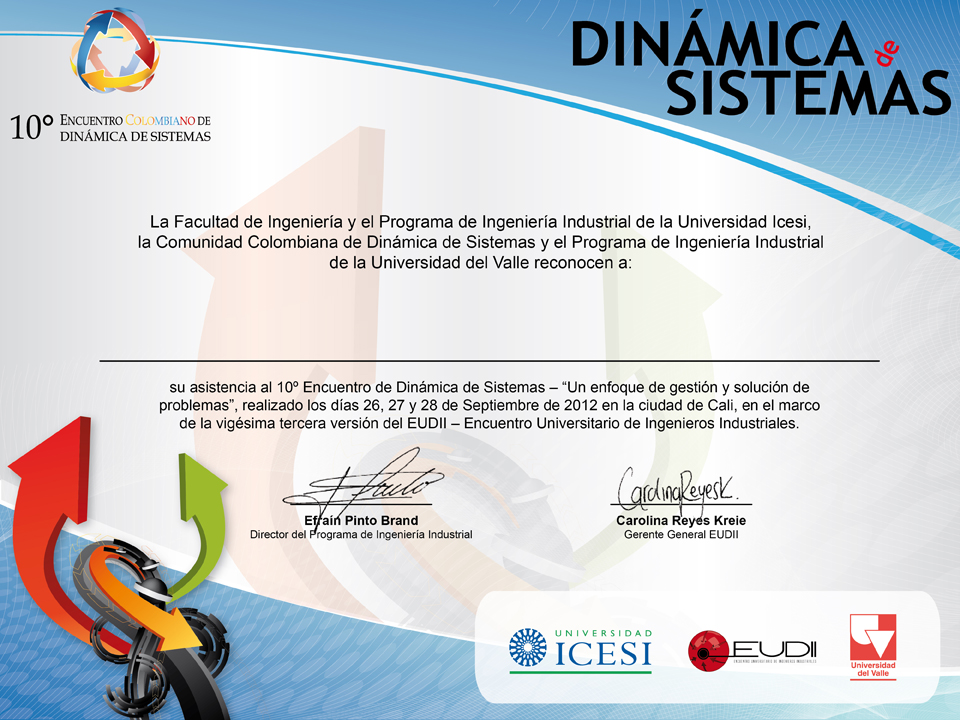 DINÁMICA de
SISTEMAS
10° ENCUENTRO COLOMBIANO DE
DINÁMICA DE SISTEMAS
La Facultad de Ingeniería y el Programa de Ingeniería Industrial de la Universidad Icesi,
la Comunidad Colombiana de Dinámica de Sistemas y el Programa de Ingeniería Industrial
de la Universidad del Valle reconocen a:
su asistencia al 10º Encuentro de Dinámica de Sistemas – “Un enfoque de gestión y solución de
problemas”, realizado los días 26, 27 y 28 de Septiembre de 2012 en la ciudad de Cali, en el marco
de la vigésima tercera versión del EUDII – Encuentro Universitario de Ingenieros Industriales.
CarolinaReyesK.
Efraín Pinto Brand
Director del Programa de Ingeniería Industrial
Carolina Reyes Kreie
Gerente General EUDII
UNIVERSIDAD
ICESI
EUDII
ENCUENTRO UNIVERSITARIO DE INGENIEROS INDUSTRIALES
Universidad
del Valle